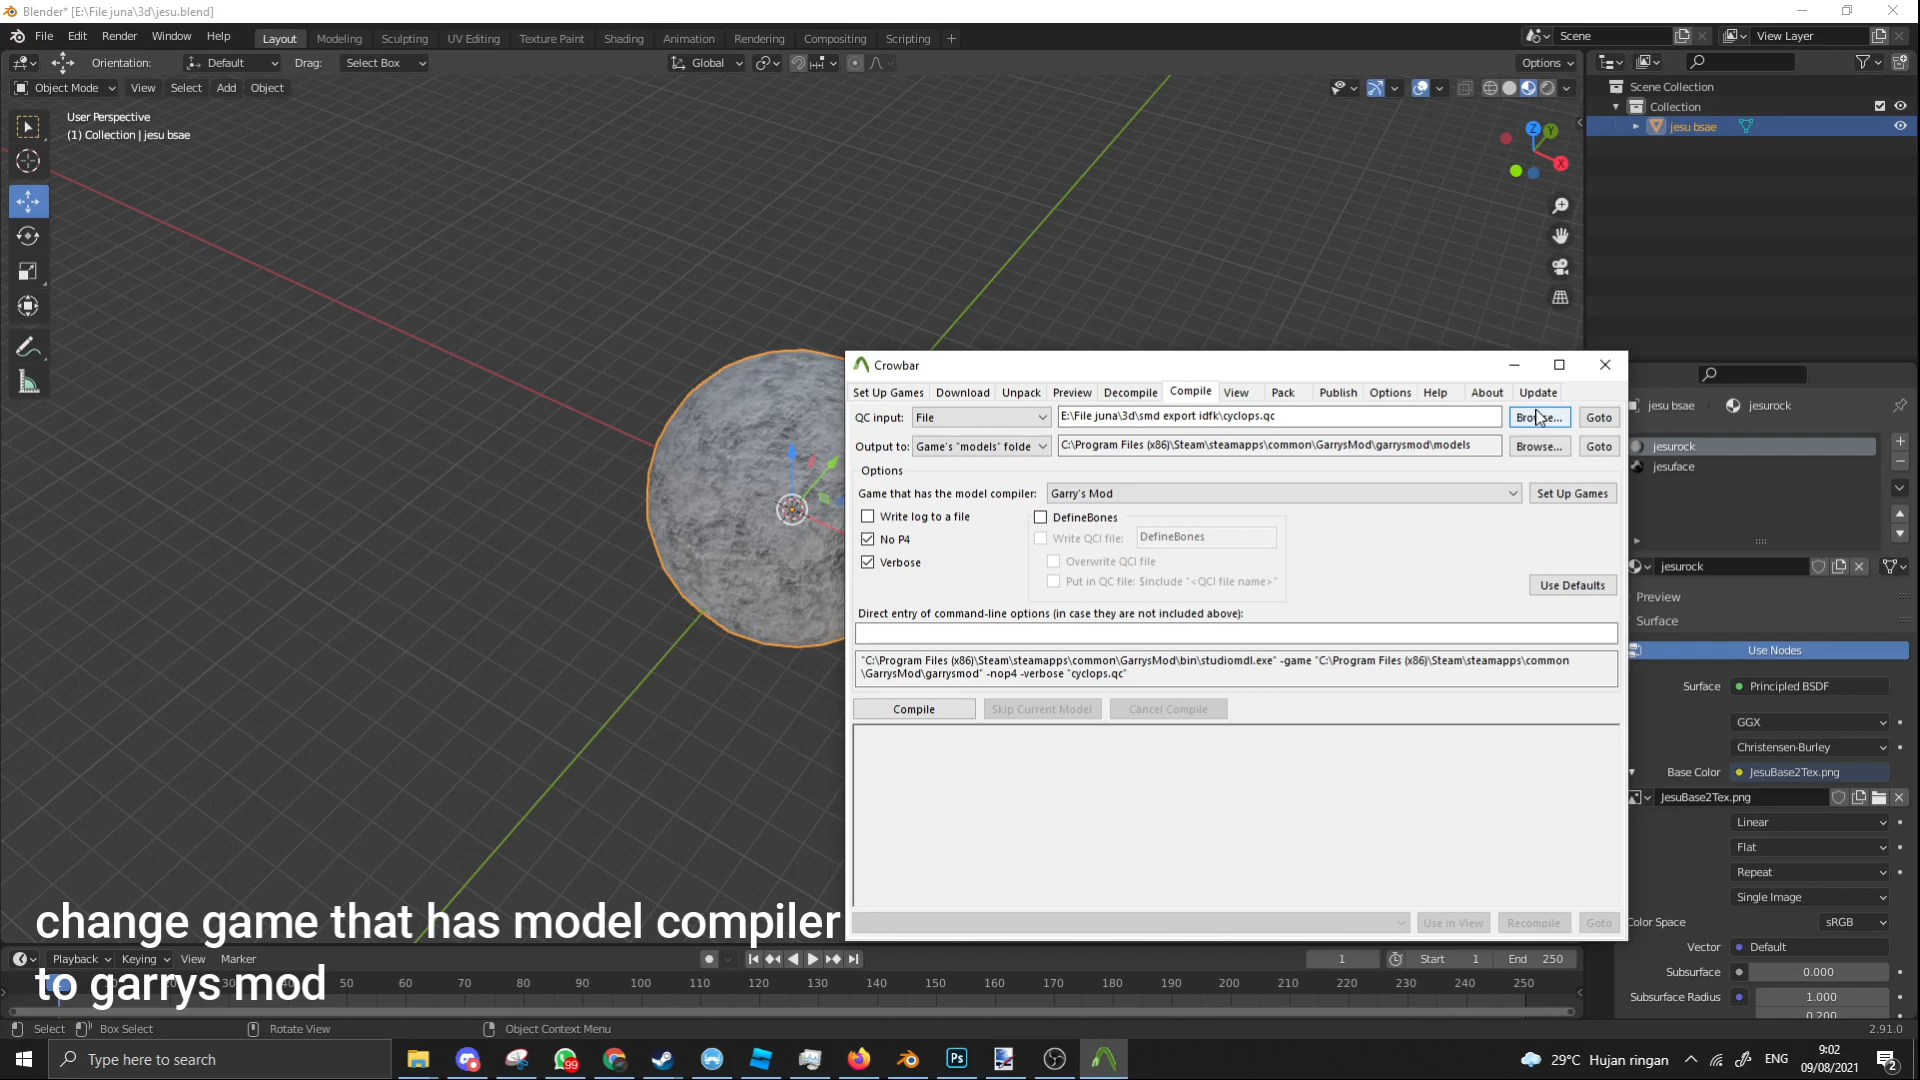 Blender* [E:\File juna\3d\jesu.blend]
File Edit Render Window Help Layout Modeling Sculpting UV Editing Texture Paint Shading Animation Rendering Compositing Scripting + Scene View Layer
Orientation: Default Drag: Select Box Global Options
Object Mode View Select Add Object
User Perspective
(1) Collection | jesu bsae
Scene Collection
Collection
jesu bsae
Z Y X
Crowbar
Set Up Games Download Unpack Preview Decompile Compile View Pack Publish Options Help About Update
QC input: File E:\File juna\3d\smd export idfk\cyclops.qc Goto
Output to: Game's "models" folde C:\Program Files (x86)\Steam\steamapps\common\GarrysMod\garrysmod\models Browse... Goto
Options
Game that has the model compiler: Garry's Mod Set Up Games
Write log to a file DefineBones
No P4 Write QCI file: DefineBones
Verbose Overwrite QCI file
Put in QC file: $include "<QCI file name>"
Use Defaults
Direct entry of command-line options (in case they are not included above):
"C:\Program Files (x86)\Steam\steamapps\common\GarrysMod\bin\studiomdl.exe" -game "C:\Program Files (x86)\Steam\steamapps\common
\GarrysMod\garrysmod" -nop4 -verbose "cyclops.qc"
Compile Skip Current Model Cancel Compile
Use in View Recompile Goto
jesu bsae jesurock
jesurock
jesuface
jesurock
Preview
Surface
Use Nodes
Surface Principled BSDF
GGX
Christensen-Burley
Base Color JesuBase2Tex.png
JesuBase2Tex.png
Linear
Flat
Repeat
Single Image
Color Space sRGB
Vector Default
Subsurface 0.000
Subsurface Radius 1.000
0.200
change game that has model compiler
to garrys mod
Playback Keying View Marker 1 Start 1 End 250
50 60 70 80 90 100 110 120 130 140 150 160 170 180 190 200 210 220 230 240 250
Select Box Select Rotate View Object Context Menu 2.91.0
Type here to search 99 Ps 29°C Hujan ringan ENG 9:02
09/08/2021 2